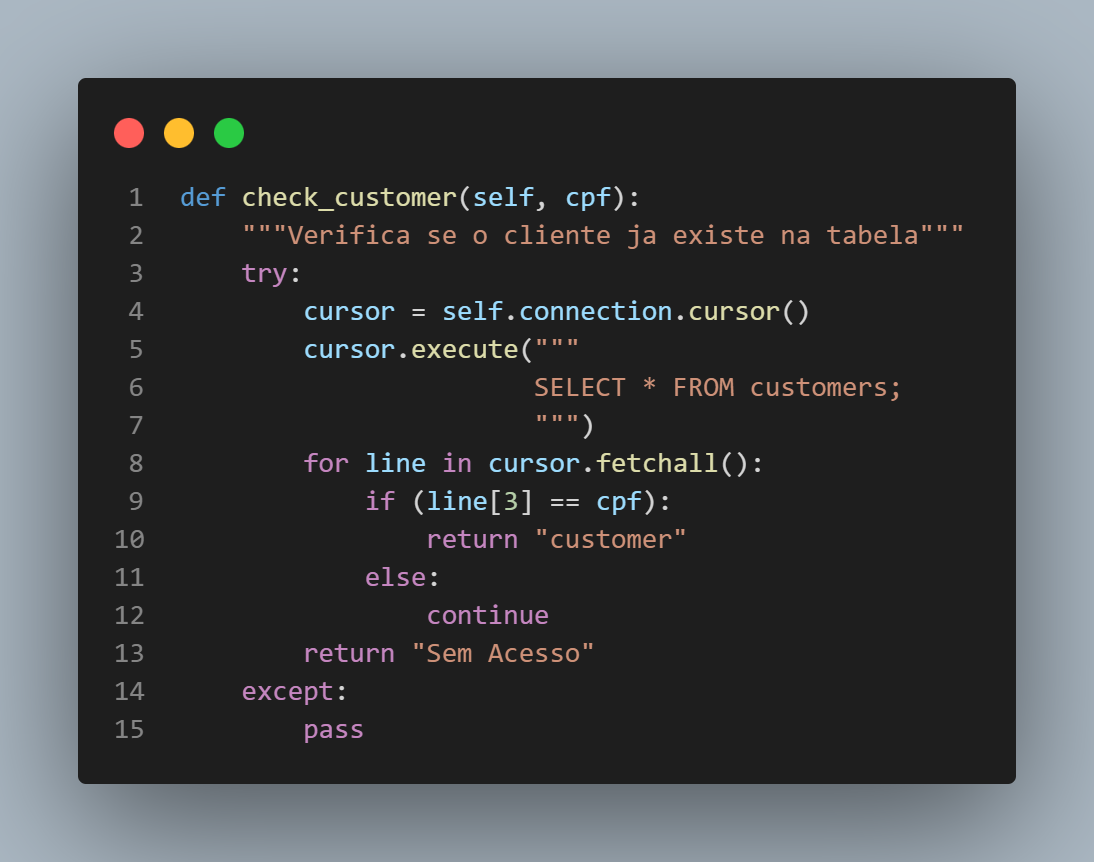 1 def check_customer(self, cpf):
2     """Verifica se o cliente ja existe na tabela"""
3     try:
4         cursor = self.connection.cursor()
5         cursor.execute("""
6                        SELECT * FROM customers;
7                        """)
8         for line in cursor.fetchall():
9             if (line[3] == cpf):
10                 return "customer"
11             else:
12                 continue
13         return "Sem Acesso"
14     except:
15         pass